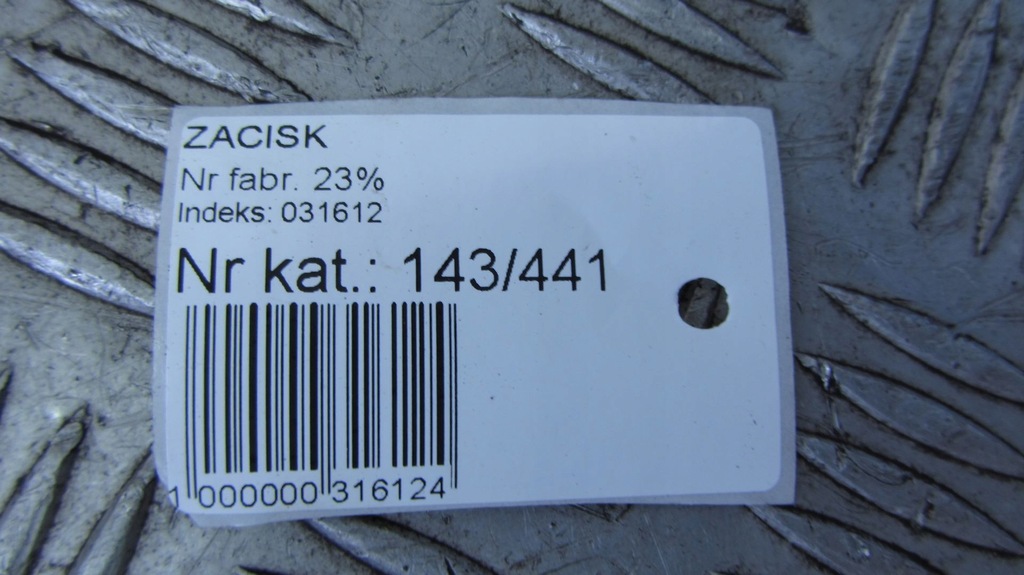 ZACISK
Nr fabr. 23%
Indeks: 031612
Nr kat.: 143/441
1 000000 316124